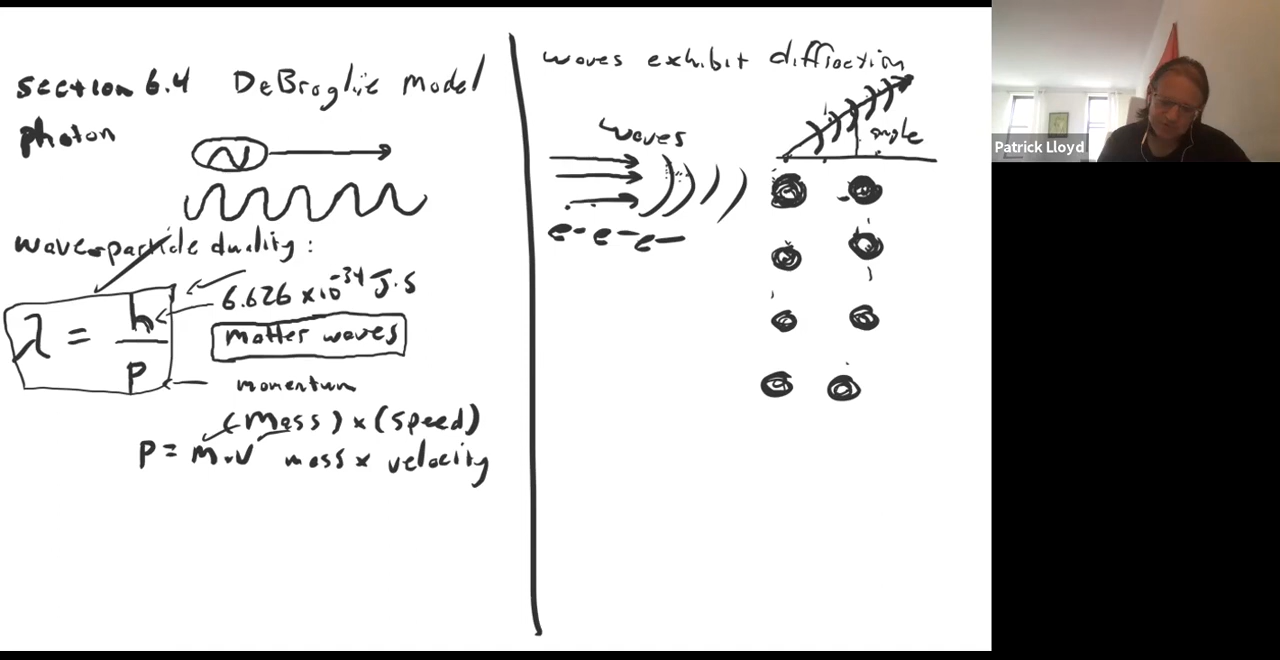 section 6.4 DeBroglie Model
photon
wave-particle duality :
λ = h / p
6.626 x10^-34 J.S
matter waves
momentum
(Mass) x (speed)
P = m.v mass x velocity
waves exhibit diffraction
waves
angle
e- e- e-
Patrick Lloyd